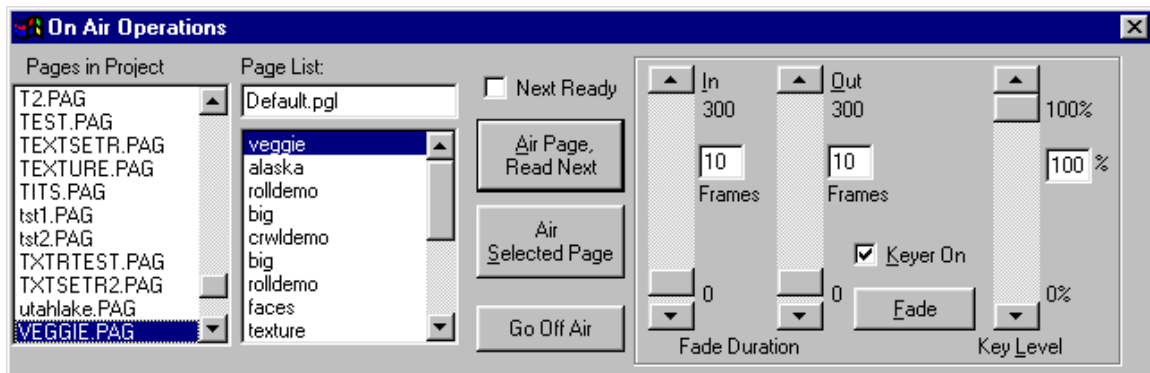 On Air Operations
Pages in Project
T2.PAG
TEST.PAG
TEXTSETR.PAG
TEXTURE.PAG
TITS.PAG
tst1.PAG
tst2.PAG
TXTRTEST.PAG
TXTSETR2.PAG
utahlake.PAG
VEGGIE.PAG
Page List:
Default.pgl
veggie
alaska
rolldemo
big
crwldemo
big
rolldemo
faces
texture
Next Ready
Air Page,
Read Next
Air
Selected Page
Go Off Air
In
300
10
Frames
0
Out
300
10
Frames
0
Fade Duration
Keyer On
Fade
100%
100 %
0%
Key Level